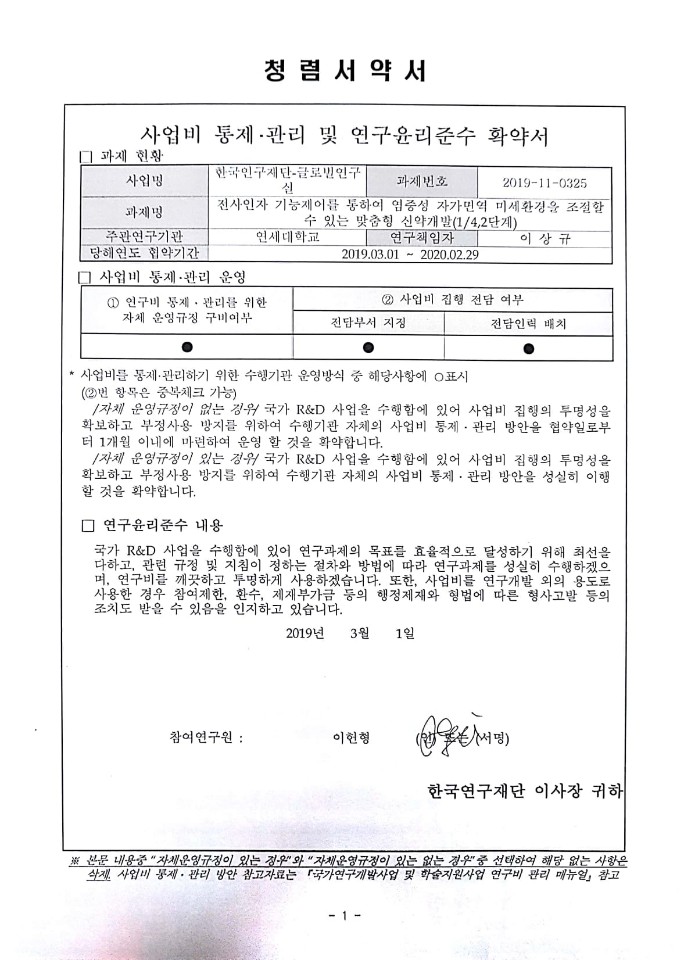 청 렴 서 약 서
사업비 통제·관리 및 연구윤리준수 확약서
□ 과제 현황
사업명 한국연구재단-글로벌연구실 과제번호 2019-11-0325
과제명 전사인자 기능제어를 통하여 염증성 자가면역 미세환경을 조절할
수 있는 맞춤형 신약개발(1/4,2단계)
주관연구기관 연세대학교 연구책임자 이 상 규
당해연도 협약기간 2019.03.01 ~ 2020.02.29
□ 사업비 통제·관리 운영
① 연구비 통제·관리를 위한
자체 운영규정 구비여부
② 사업비 집행 전담 여부
전담부서 지정 전담인력 배치
● ● ●
* 사업비를 통제·관리하기 위한 수행기관 운영방식 중 해당사항에 ○표시
(②번 항목은 중복체크 가능)
/자체 운영규정이 없는 경우/ 국가 R&D 사업을 수행함에 있어 사업비 집행의 투명성을
확보하고 부정사용 방지를 위하여 수행기관 자체의 사업비 통제·관리 방안을 협약일로부
터 1개월 이내에 마련하여 운영 할 것을 확약합니다.
/자체 운영규정이 있는 경우/ 국가 R&D 사업을 수행함에 있어 사업비 집행의 투명성을
확보하고 부정사용 방지를 위하여 수행기관 자체의 사업비 통제·관리 방안을 성실히 이행
할 것을 확약합니다.
□ 연구윤리준수 내용
국가 R&D 사업을 수행함에 있어 연구과제의 목표를 효율적으로 달성하기 위해 최선을
다하고, 관련 규정 및 지침이 정하는 절차와 방법에 따라 연구과제를 성실히 수행하겠으
며, 연구비를 깨끗하고 투명하게 사용하겠습니다. 또한, 사업비를 연구개발 외의 용도로
사용한 경우 참여제한, 환수, 제재부가금 등의 행정제재와 형법에 따른 형사고발 등의
조치도 받을 수 있음을 인지하고 있습니다.
2019년 3월 1일
참여연구원 : 이헌형 (인) 또는 (서명)
한국연구재단 이사장 귀하
※ 본문 내용중 "자체운영규정이 있는 경우"와 "자체운영규정이 있는 없는 경우"중 선택하여 해당 없는 사항은
삭제. 사업비 통제·관리 방안 참고자료는 『국가연구개발사업 및 학술지원사업 연구비 관리 매뉴얼』 참고
- 1 -